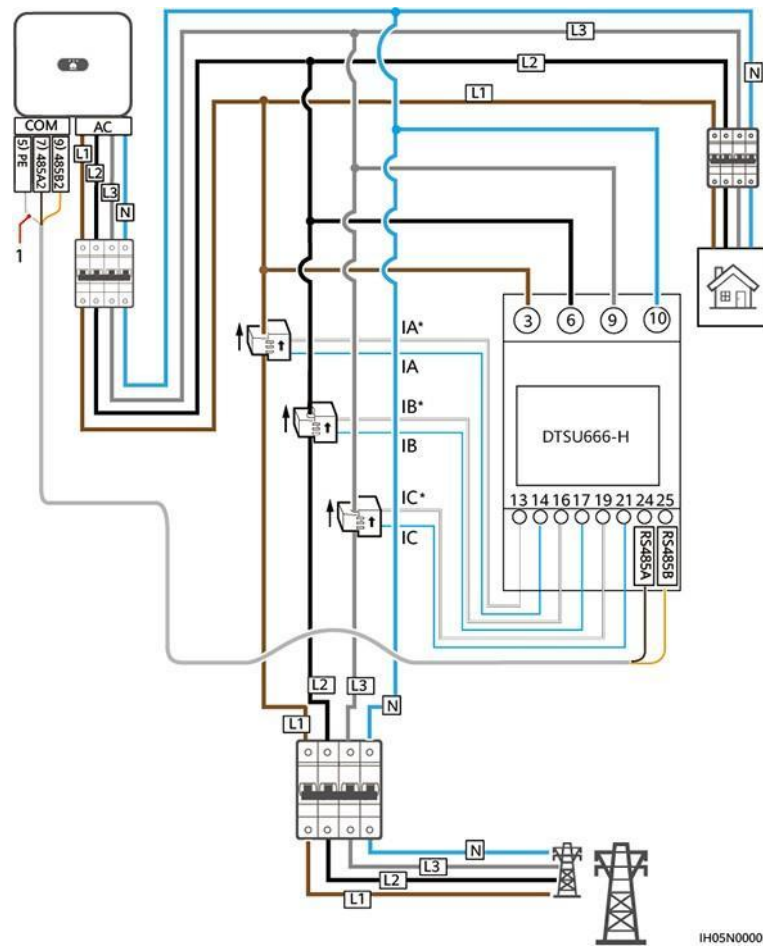 L3
L2
N
L1
COM
AC
5) PE
7) 485A2
9) 485B2
L1
L2
L3
N
1
3
6
9
10
IA*
IA
IB*
IB
IC*
IC
DTSU666-H
13 14 16 17 19 21 24 25
RS485A
RS485B
L2
L3
N
L1
N
L3
L2
L1
IH05N0000